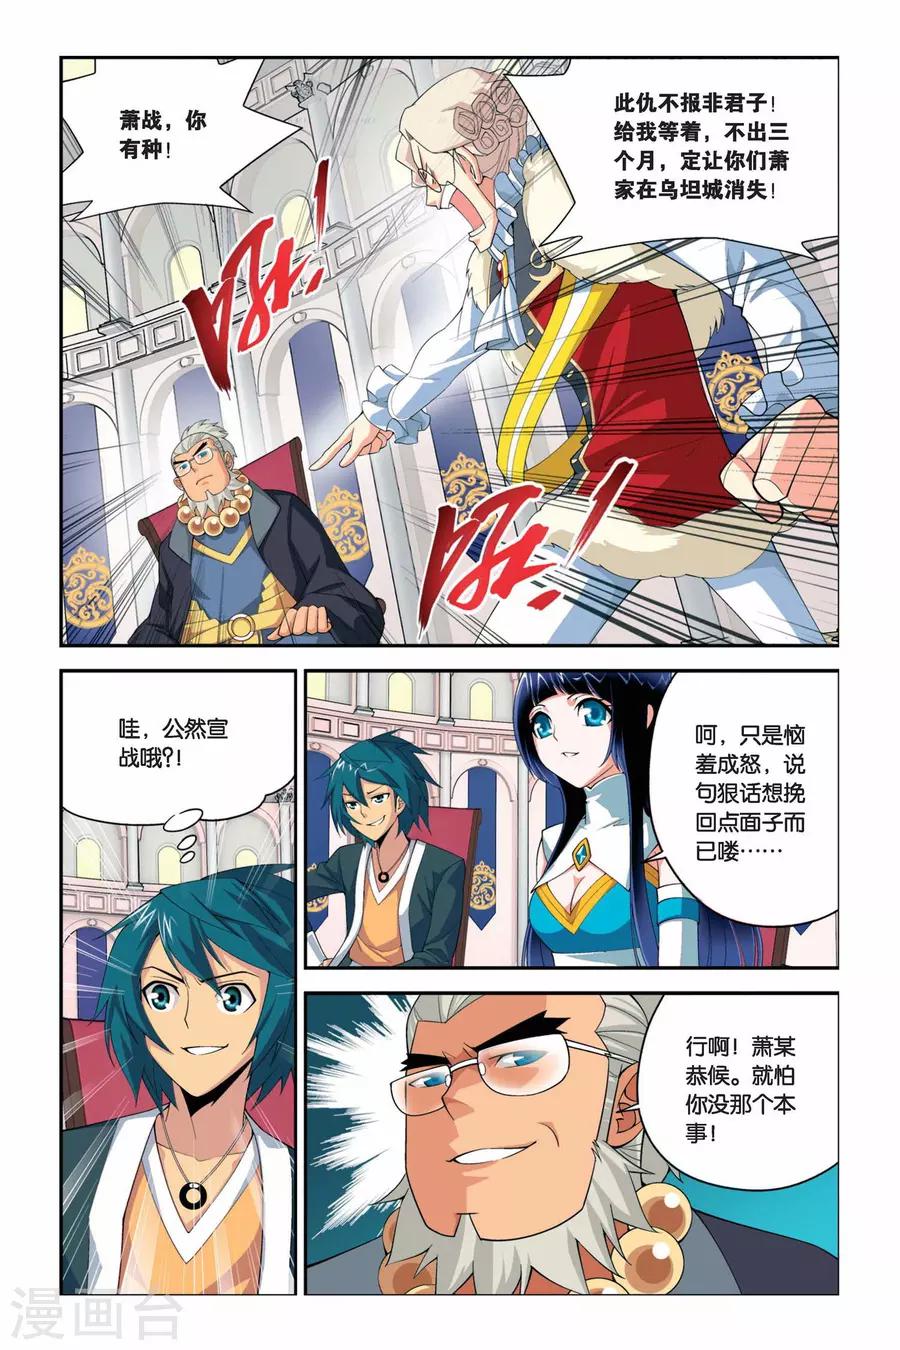 萧战，你
有种！
此仇不报非君子！
给我等着，不出三
个月，定让你们萧
家在乌坦城消失！
哎！
哎！
哇，公然宣
战哦？！
呵，只是恼
羞成怒，说
句狠话想挽
回点面子而
已喽……
行啊！萧某
恭候。就怕
你没那个本
事！
漫画台